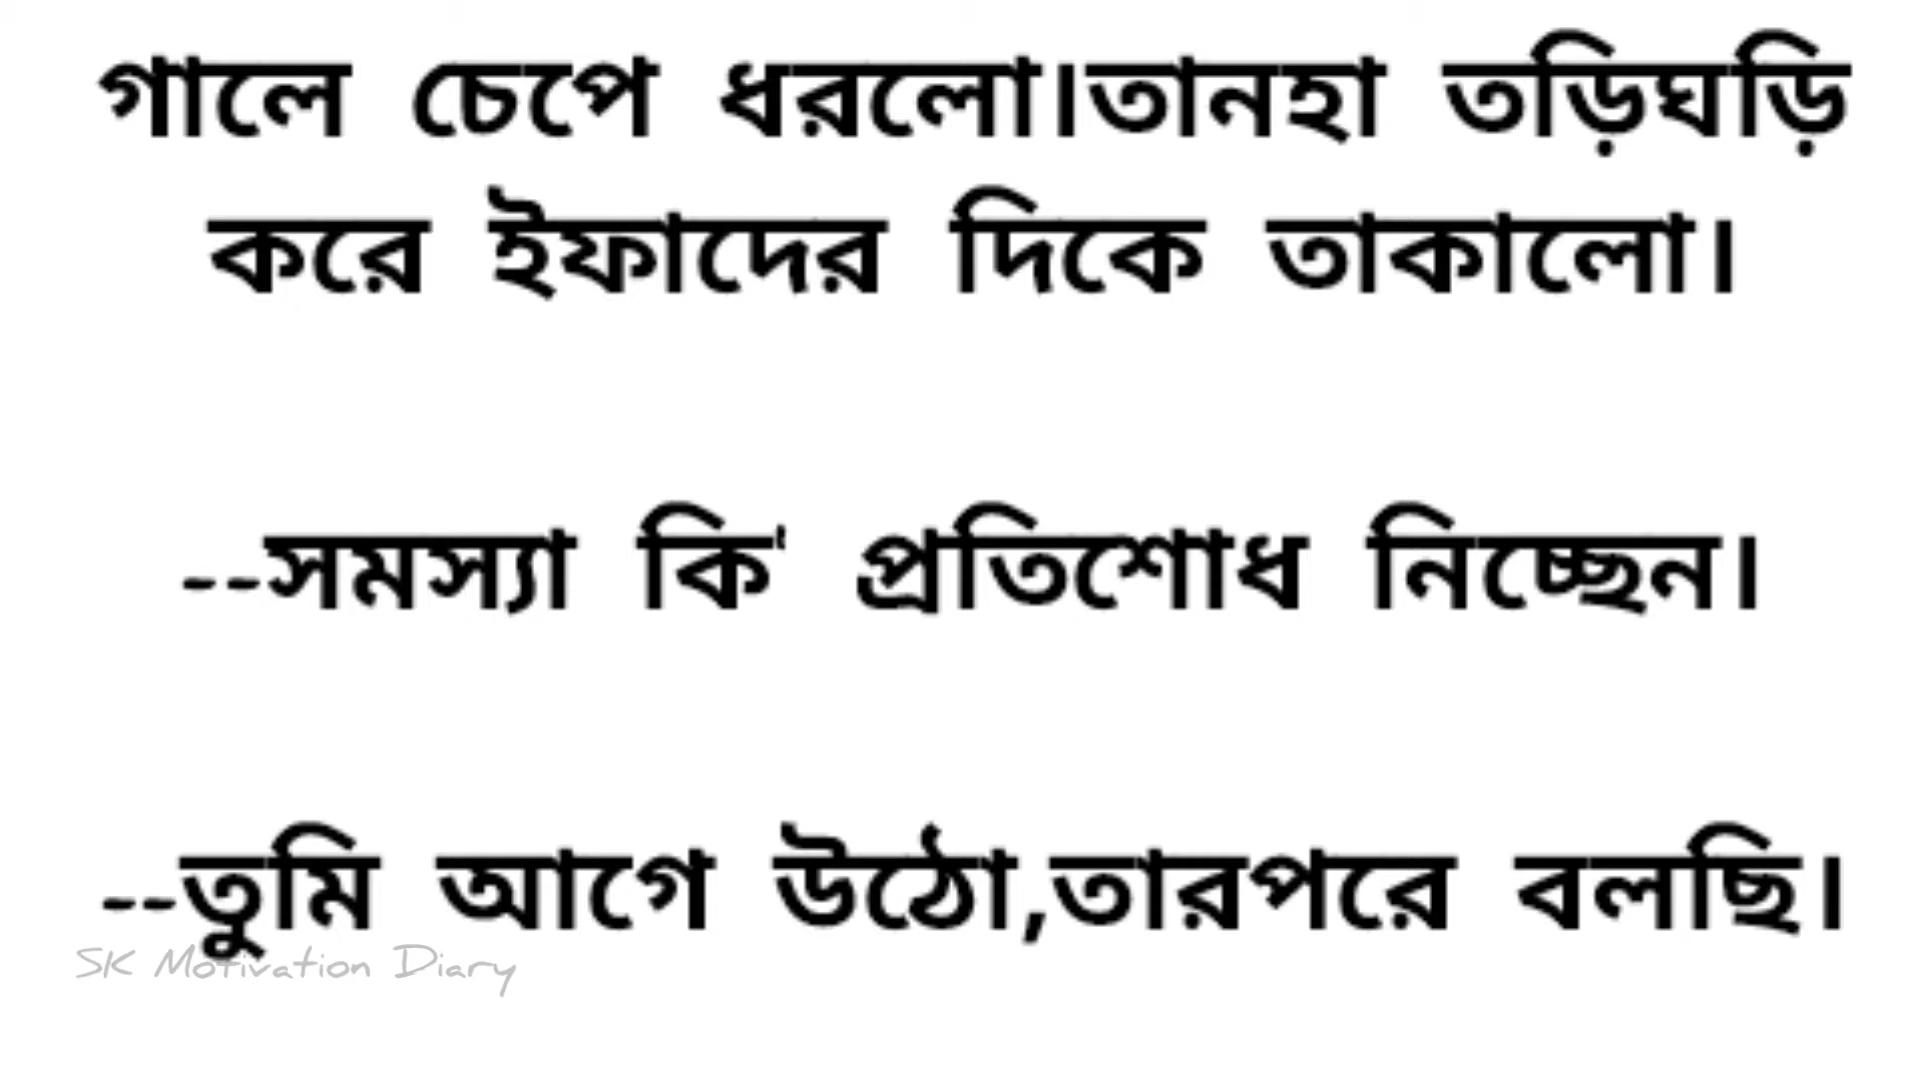 গালে চেপে ধরলো।তানহা তড়িঘড়ি
করে ইফাদের দিকে তাকালো।
--সমস্যা কি' প্রতিশোধ নিচ্ছেন।
--তুমি আগে উঠো,তারপরে বলছি।
SK Motivation Diary